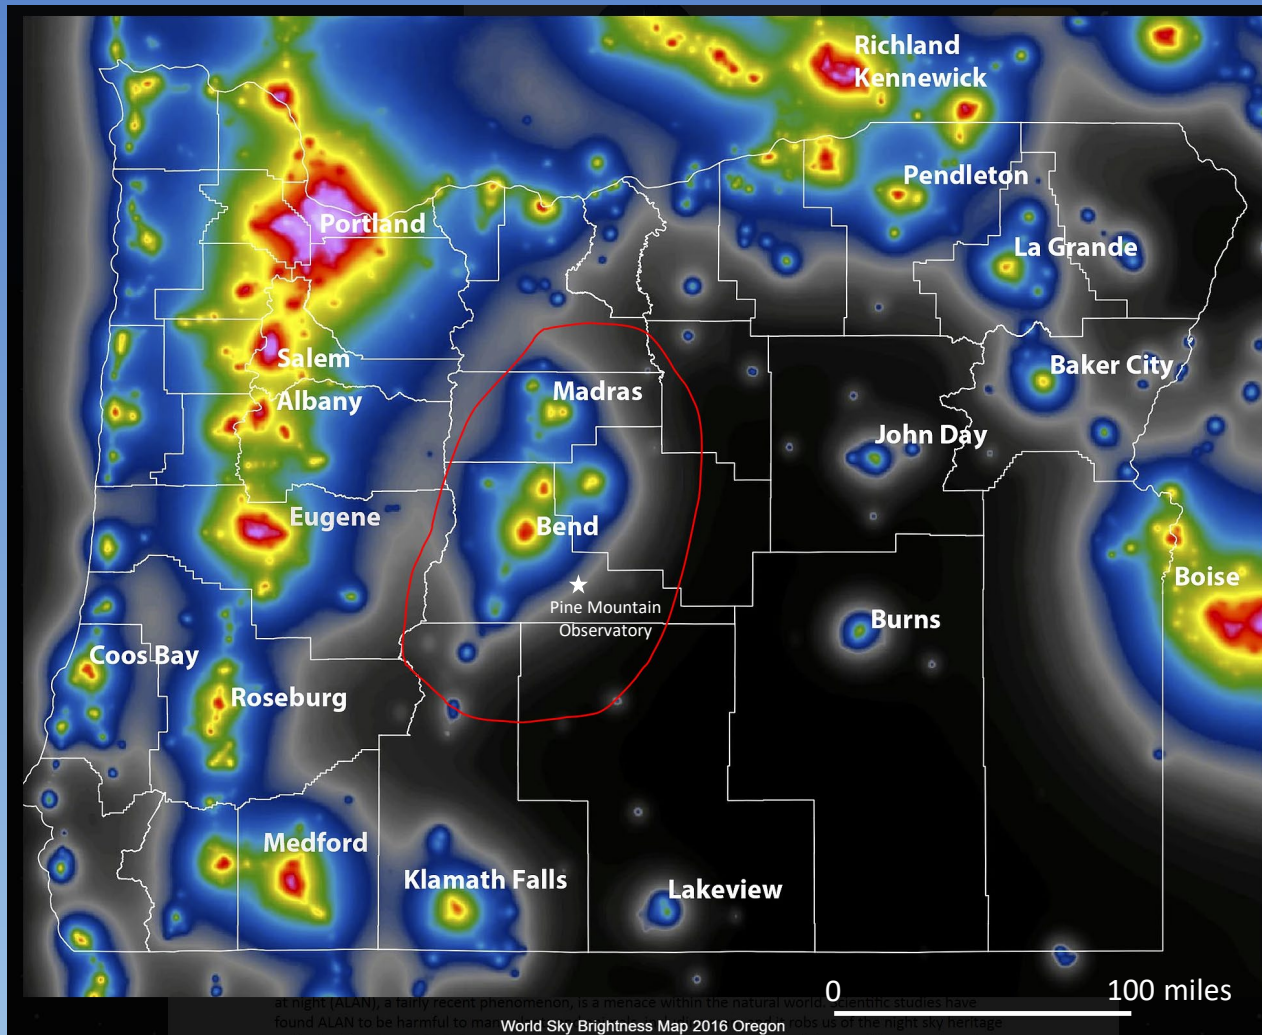 Richland
Kennewick
Pendleton
Portland
La Grande
Salem
Baker City
Madras
Albany
John Day
Eugene
Bend
Boise
Pine Mountain
Observatory
Burns
Coos Bay
Roseburg
Medford
Klamath Falls
Lakeview
0 100 miles
at night (ALAN), a fairly recent phenomenon, is a menace within the natural world. Scientific studies have
found ALAN to be harmful to man
it robs us of the night sky heritage
World Sky Brightness Map 2016 Oregon